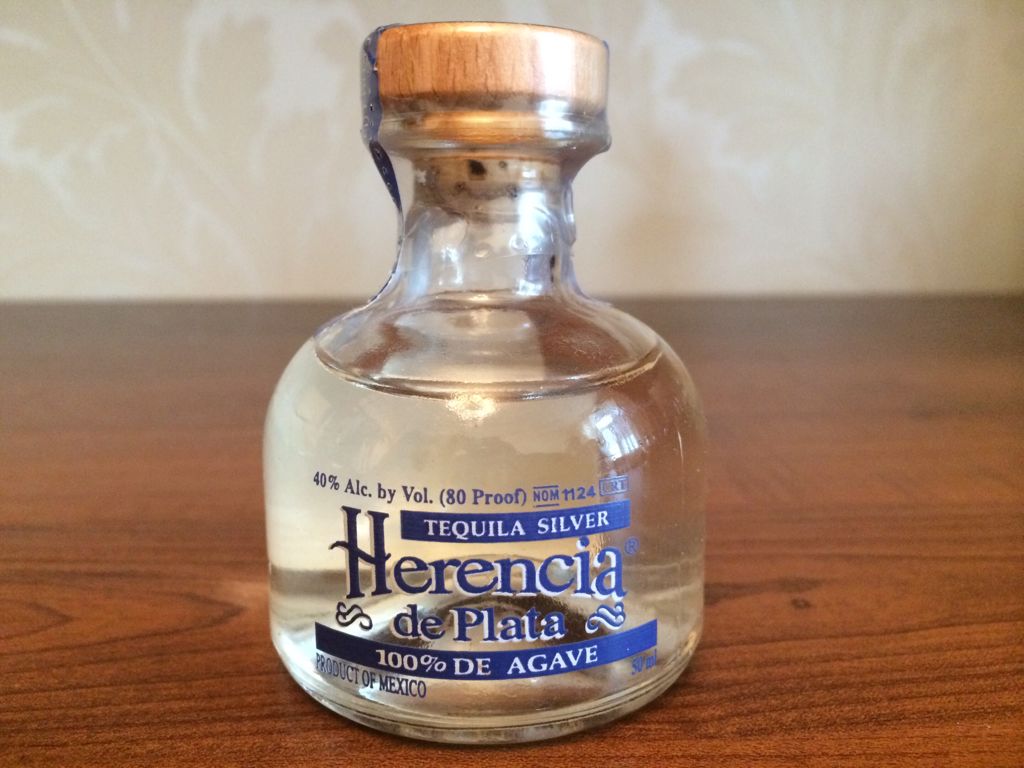 40% Alc. by Vol. (80 Proof) NOM 1124 CRT
TEQUILA SILVER
Herencia®
de Plata
100% DE AGAVE
PRODUCT OF MEXICO
50 ml